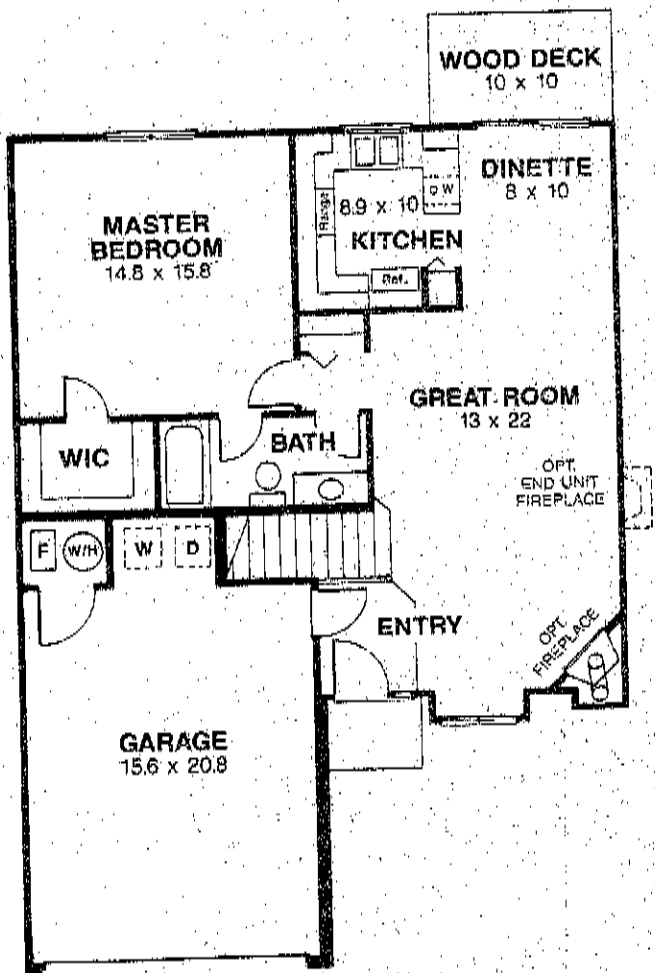 WOOD DECK
10 x 10
DINETTE
8 x 10
MASTER
BEDROOM
14.8 x 15.8
Range
8.9 x 10
DW
KITCHEN
Ref.
GREAT ROOM
13 x 22
WIC
BATH
OPT.
END UNIT
FIREPLACE
F
W/H
W
D
ENTRY
OPT.
FIREPLACE
GARAGE
15.6 x 20.8